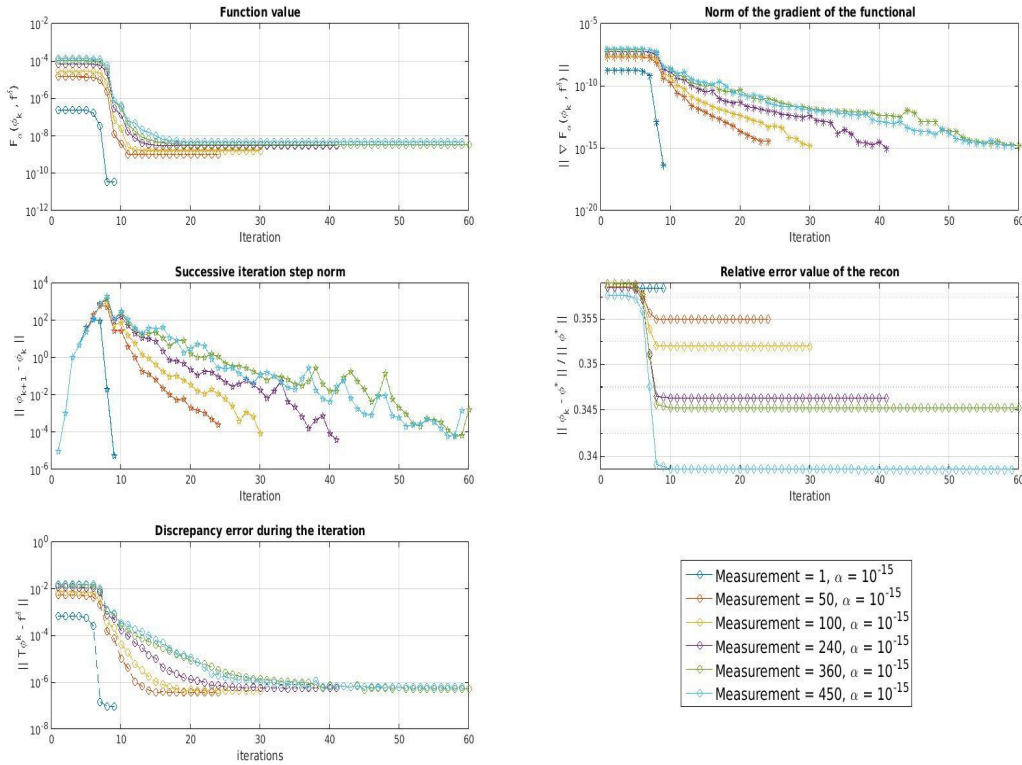 Function value
10^-2
10^-4
10^-6
10^-8
10^-10
10^-12
F_α(ϕ_k , f^δ)
0 10 20 30 40 50 60
Iteration
Norm of the gradient of the functional
10^-5
10^-10
10^-15
10^-20
|| ∇ F_α(ϕ_k , f^δ) ||
0 10 20 30 40 50 60
Iteration
Successive iteration step norm
10^4
10^2
10^0
10^-2
10^-4
10^-6
|| ϕ_k+1 - ϕ_k ||
0 10 20 30 40 50 60
Iteration
Relative error value of the recon
0.355
0.35
0.345
0.34
|| ϕ_k - ϕ^+ || / || ϕ^+ ||
0 10 20 30 40 50 60
Iteration
Discrepancy error during the iteration
10^0
10^-2
10^-4
10^-6
10^-8
|| T ϕ^k - f^δ ||
0 10 20 30 40 50 60
iterations
Measurement = 1, α = 10^-15
Measurement = 50, α = 10^-15
Measurement = 100, α = 10^-15
Measurement = 240, α = 10^-15
Measurement = 360, α = 10^-15
Measurement = 450, α = 10^-15